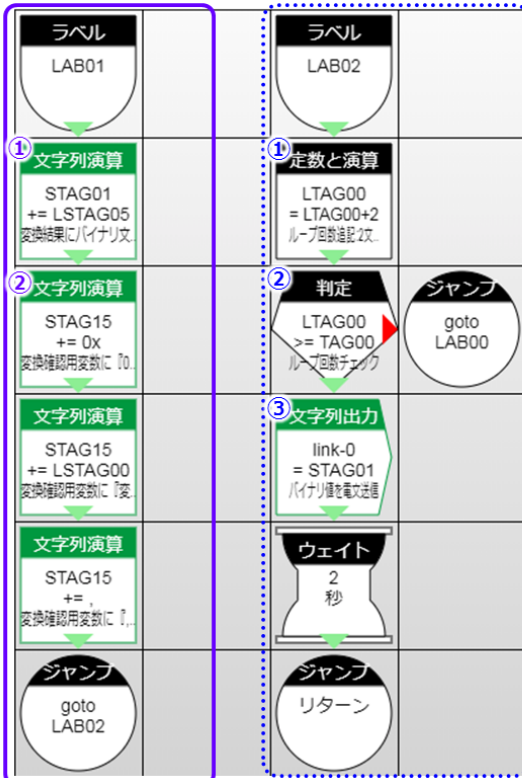 ラベル
LAB01
①
文字列演算
STAG01
+= LSTAG05
変換結果にバイナリ文..
②
文字列演算
STAG15
+= 0x
変換確認用変数に『0..
文字列演算
STAG15
+= LSTAG00
変換確認用変数に『変..
文字列演算
STAG15
+= ,
変換確認用変数に『,..
ジャンプ
goto
LAB02
ラベル
LAB02
①
定数と演算
LTAG00
= LTAG00+2
ループ回数追記:2文..
②
判定
LTAG00
>= TAG00
ループ回数チェック
ジャンプ
goto
LAB00
③
文字列出力
link-0
= STAG01
バイナリ値を電文送信
ウェイト
2
秒
ジャンプ
リターン